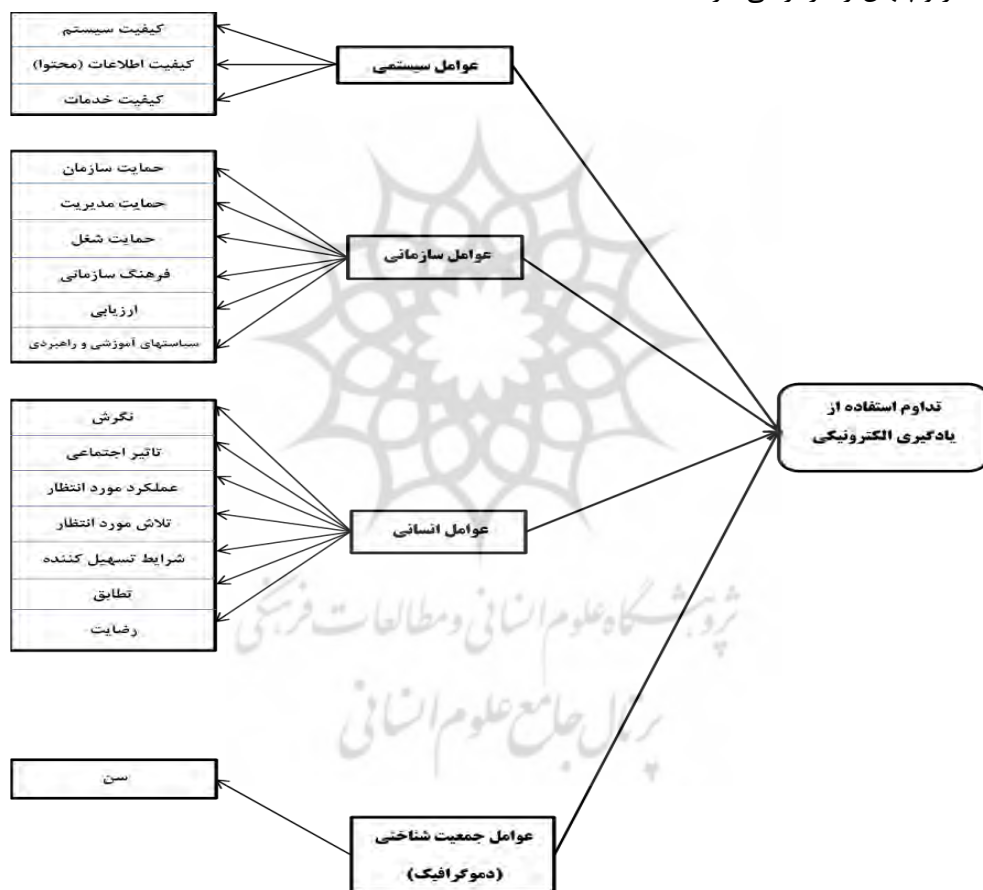 کیفیت سیستم
کیفیت اطلاعات (محتوا)
کیفیت خدمات
عوامل سیستمی
حمایت سازمان
حمایت مدیریت
حمایت شغل
فرهنگ سازمانی
ارزیابی
سیاستهای آموزشی و راهبردی
عوامل سازمانی
تداوم استفاده از
یادگیری الکترونیکی
نگرش
تاثیر اجتماعی
عملکرد مورد انتظار
تلاش مورد انتظار
شرایط تسهیل کننده
تطابق
رضایت
عوامل انسانی
پژوهشگاه علوم انسانی و مطالعات فرهنگی
پرتال جامع علوم انسانی
سن
عوامل جمعیت شناختی
(دموگرافیک)